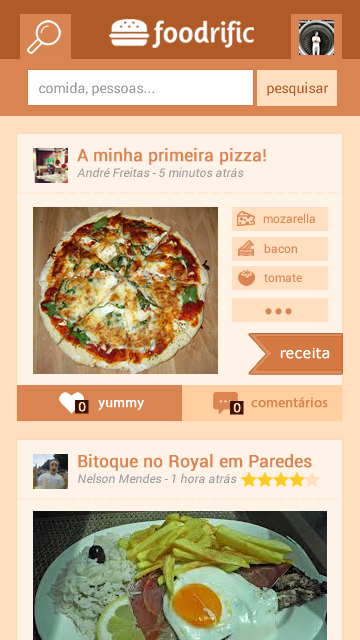 foodrific
comida, pessoas...
pesquisar
A minha primeira pizza!
André Freitas - 5 minutos atrás
mozarella
bacon
tomate
receita
0 yummy
0 comentários
Bitoque no Royal em Paredes
Nelson Mendes - 1 hora atrás